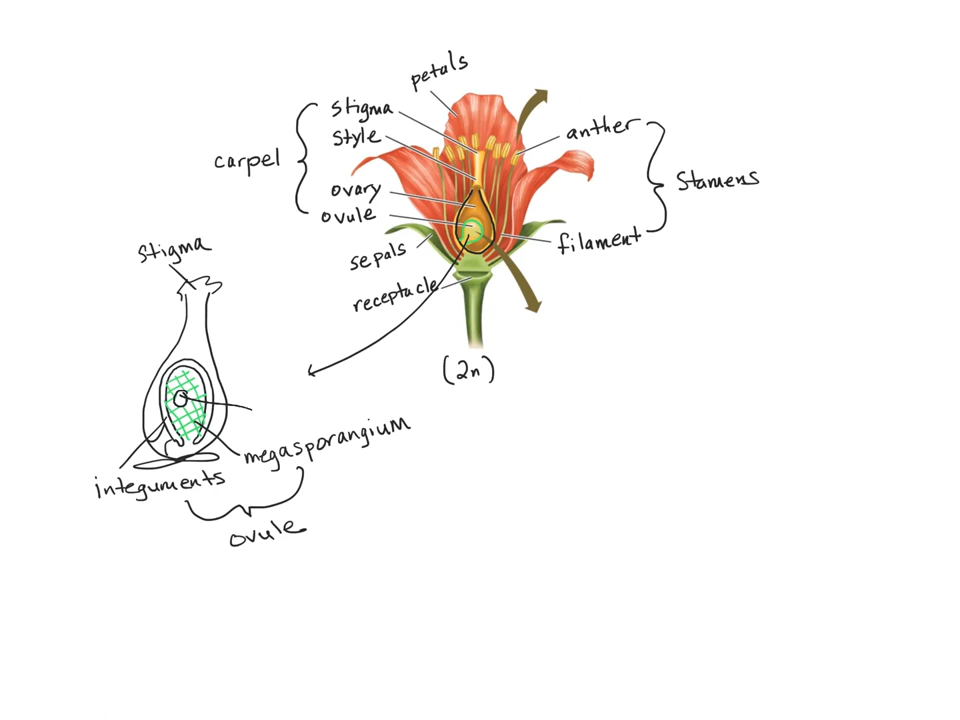 petals
stigma
style
carpel
ovary
ovule
anther
Stamens
filament
sepals
receptacle
(2n)
Stigma
megasporangium
integuments
ovule